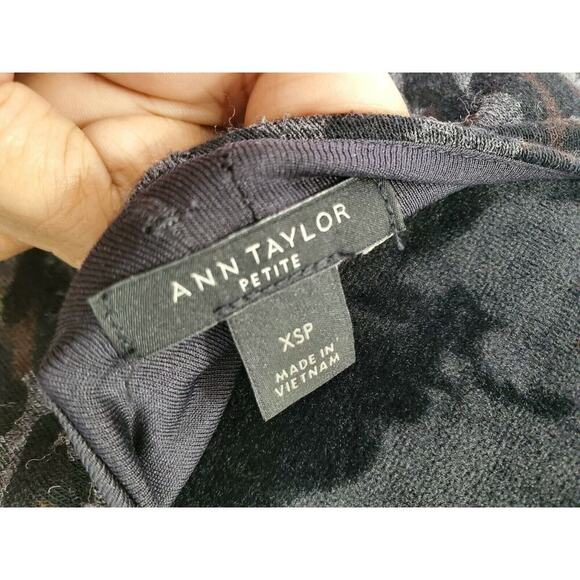 ANN TAYLOR
PETITE
XSP
MADE IN
VIETNAM